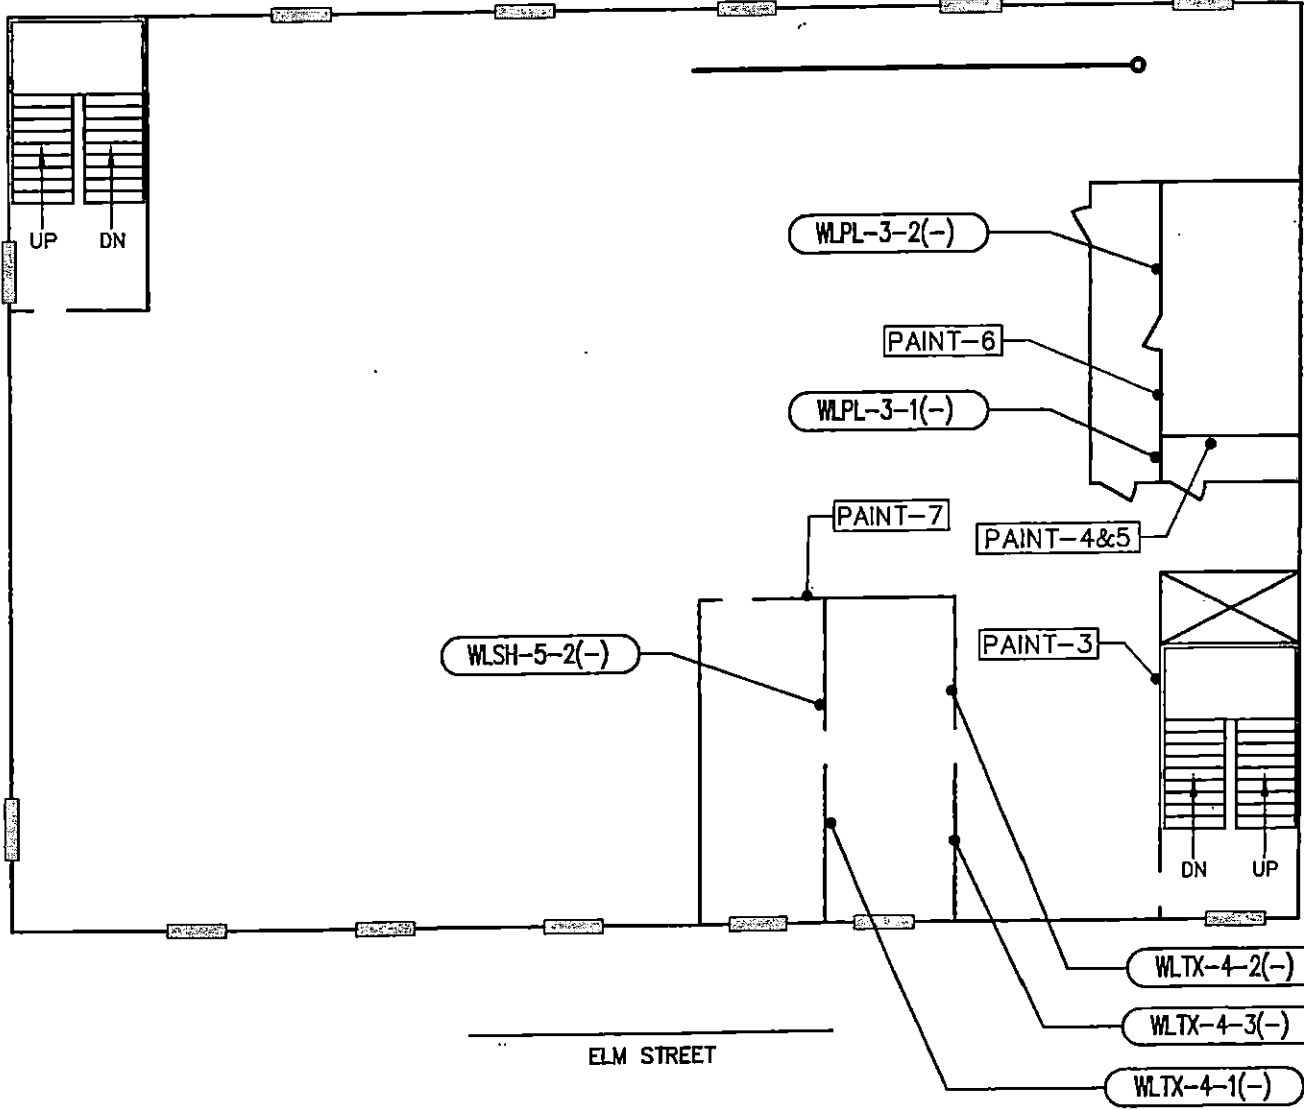 UP DN
WLPL-3-2(-)
PAINT-6
WLPL-3-1(-)
PAINT-7
PAINT-4&5
WLSH-5-2(-)
PAINT-3
DN UP
WLTX-4-2(-)
WLTX-4-3(-)
ELM STREET
WLTX-4-1(-)